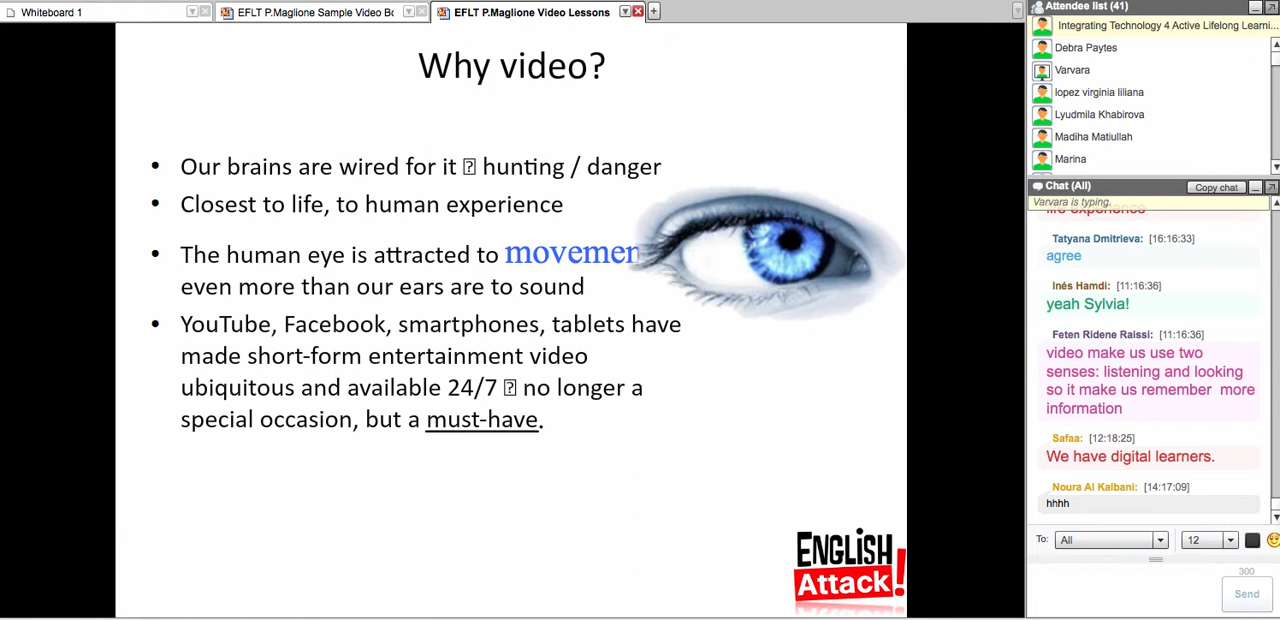 Whiteboard 1
EFLT P.Maglione Sample Video Bo
EFLT P.Maglione Video Lessons
Why video?
• Our brains are wired for it hunting / danger
• Closest to life, to human experience
• The human eye is attracted to movemen
even more than our ears are to sound
• YouTube, Facebook, smartphones, tablets have
made short-form entertainment video
ubiquitous and available 24/7 no longer a
special occasion, but a must-have.
ENGLISH
Attack!
Attendee list (41)
Integrating Technology 4 Active Lifelong Learni...
Debra Paytes
Varvara
lopez virginia liliana
Lyudmila Khabirova
Madiha Matiullah
Marina
Chat (All)
Copy chat
Varvara is typing.
life experience
Tatyana Dmitrieva: [16:16:33]
agree
Inés Hamdi: [11:16:36]
yeah Sylvia!
Feten Ridene Raissi: [11:16:36]
video make us use two
senses: listening and looking
so it make us remember more
information
Safaa: [12:18:25]
We have digital learners.
Noura Al Kalbani: [14:17:09]
hhhh
To: All 12
300
Send